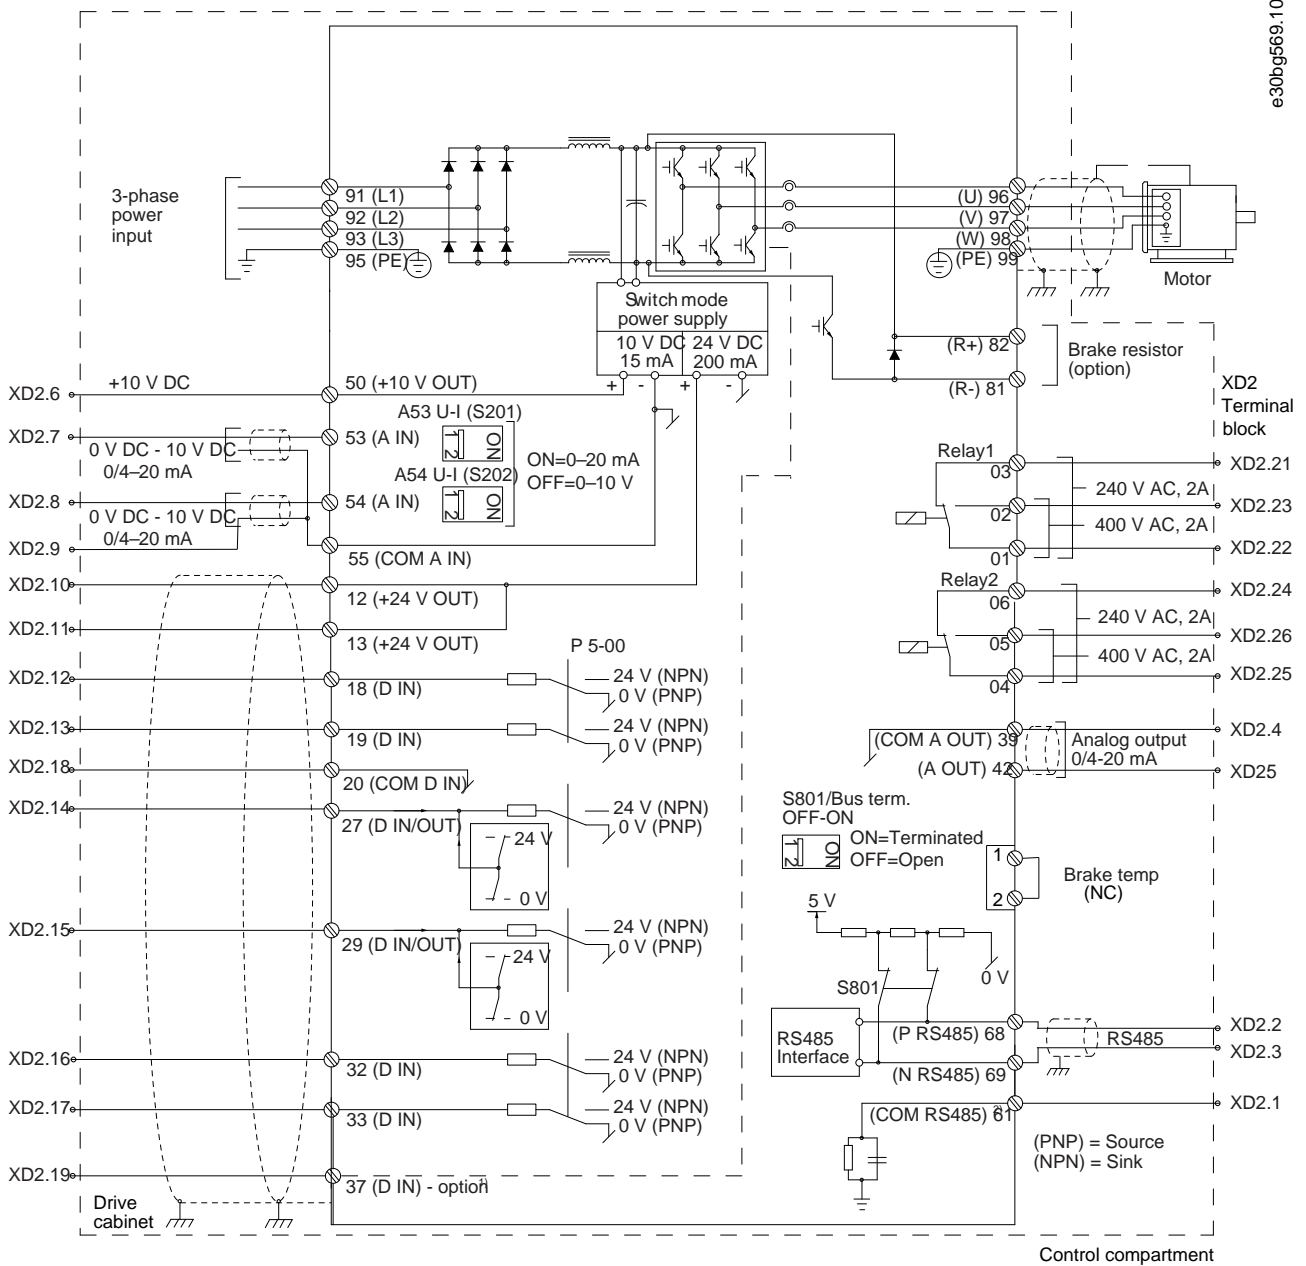 e30bg569.10
3-phase
power
input
91 (L1)
92 (L2)
93 (L3)
95 (PE)
(U) 96
(V) 97
(W) 98
(PE) 99
Motor
Switch mode
power supply
10 V DC
15 mA
24 V DC
200 mA
+ - + -
(R+) 82
(R-) 81
Brake resistor
(option)
XD2
Terminal
block
XD2.6
+10 V DC
50 (+10 V OUT)
XD2.7
0 V DC - 10 V DC
0/4–20 mA
53 (A IN)
A53 U-I (S201)
1 2
ON
A54 U-I (S202)
1 2
ON
ON=0–20 mA
OFF=0–10 V
XD2.8
0 V DC - 10 V DC
0/4–20 mA
54 (A IN)
XD2.9
55 (COM A IN)
XD2.10
12 (+24 V OUT)
XD2.11
13 (+24 V OUT)
P 5-00
XD2.12
18 (D IN)
24 V (NPN)
0 V (PNP)
XD2.13
19 (D IN)
24 V (NPN)
0 V (PNP)
XD2.18
20 (COM D IN)
XD2.14
27 (D IN/OUT)
24 V
0 V
24 V (NPN)
0 V (PNP)
XD2.15
29 (D IN/OUT)
24 V
0 V
24 V (NPN)
0 V (PNP)
XD2.16
32 (D IN)
24 V (NPN)
0 V (PNP)
XD2.17
33 (D IN)
24 V (NPN)
0 V (PNP)
XD2.19
37 (D IN) - option
Drive
cabinet
Relay1
03
02
01
240 V AC, 2A
400 V AC, 2A
XD2.21
XD2.23
XD2.22
Relay2
06
05
04
240 V AC, 2A
400 V AC, 2A
XD2.24
XD2.26
XD2.25
(COM A OUT) 39
(A OUT) 42
Analog output
0/4-20 mA
XD2.4
XD25
S801/Bus term.
OFF-ON
1 2
ON
ON=Terminated
OFF=Open
1
2
Brake temp
(NC)
5 V
0 V
S801
RS485
Interface
(P RS485) 68
(N RS485) 69
RS485
XD2.2
XD2.3
(COM RS485) 61
XD2.1
(PNP) = Source
(NPN) = Sink
Control compartment